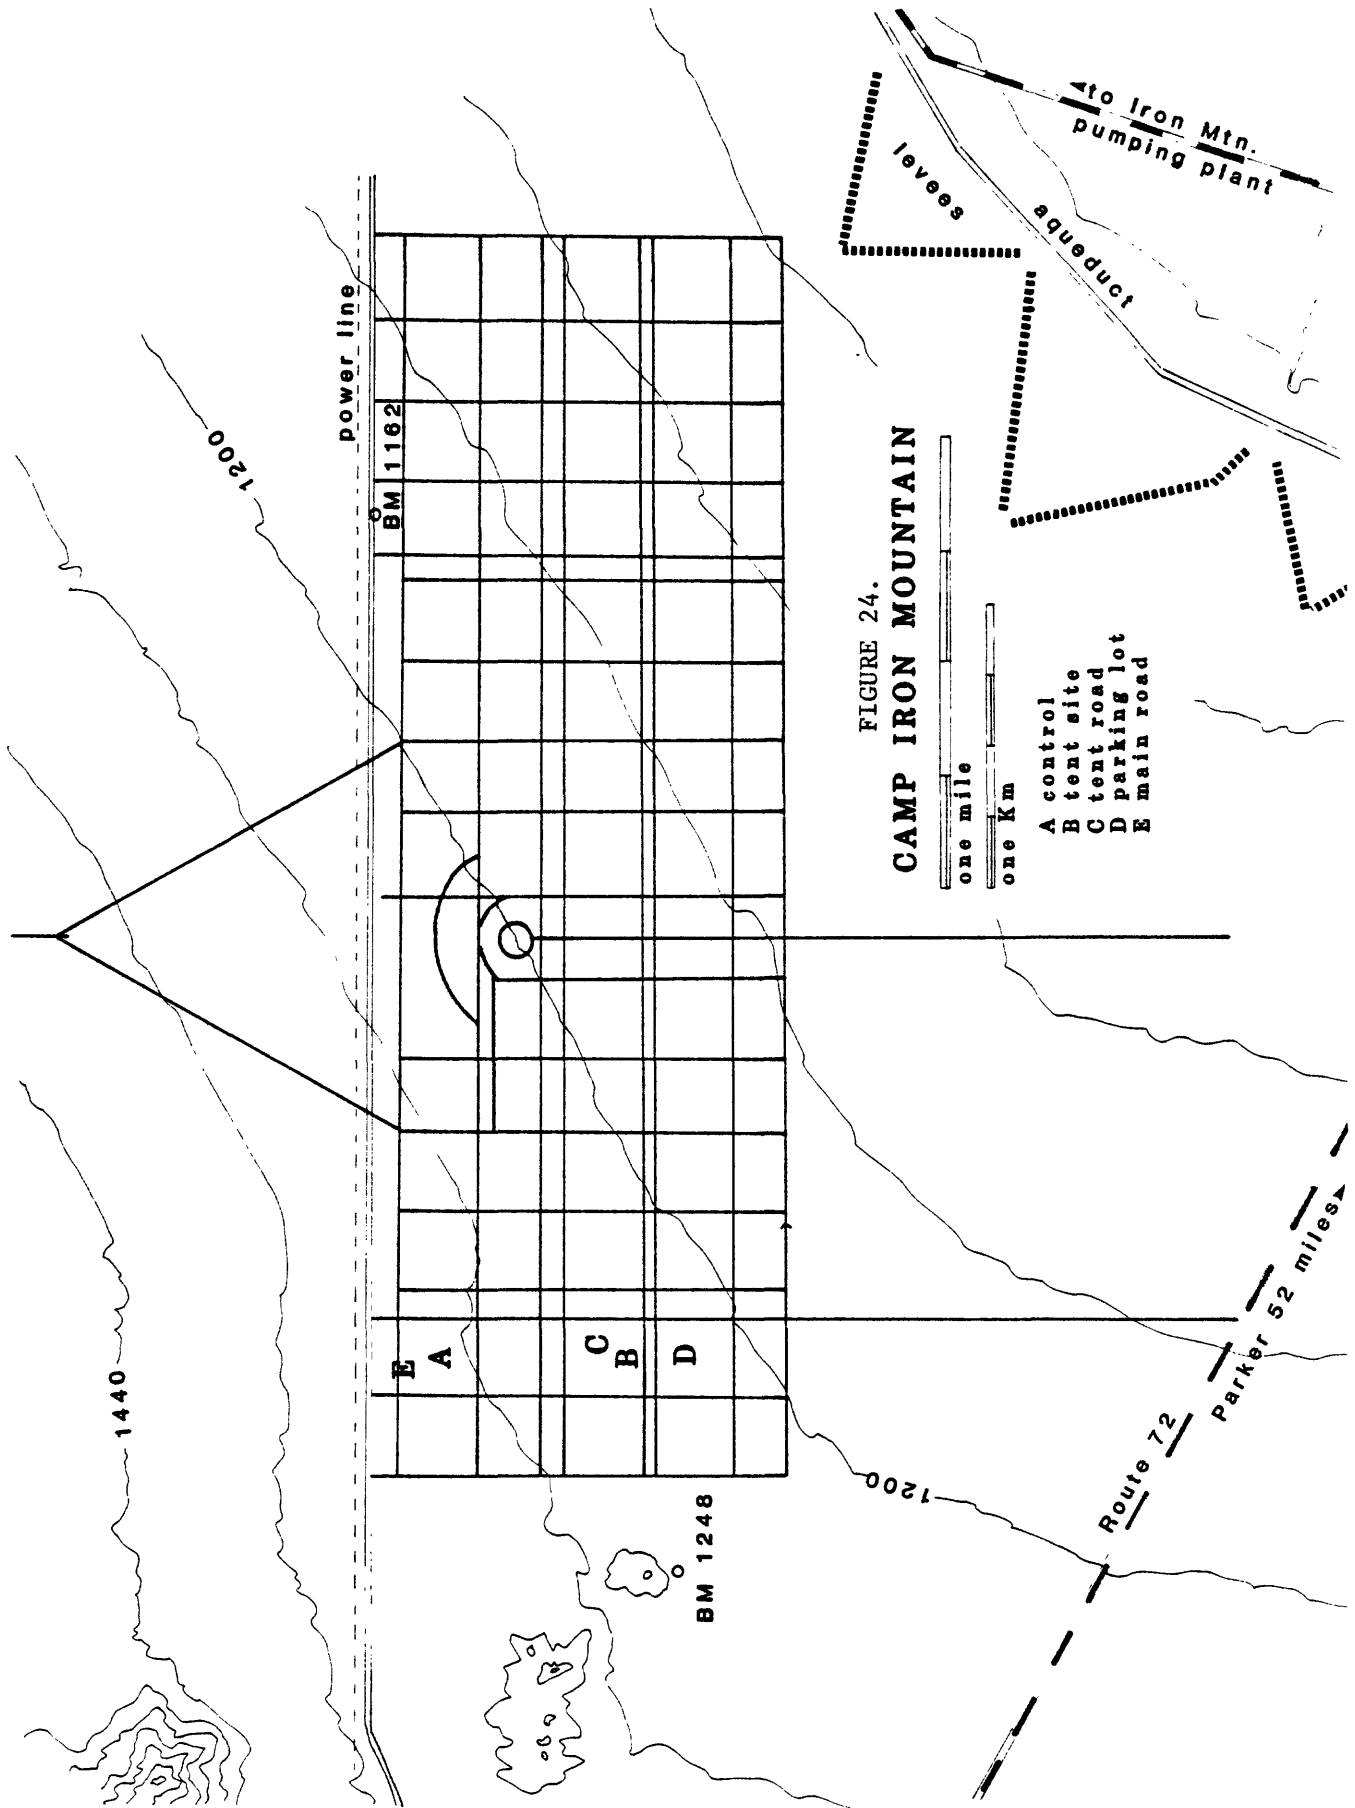 FIGURE 24.
CAMP IRON MOUNTAIN
one mile
one Km
A control
B tent site
C tent road
D parking lot
E main road
1440
1200
power line
BM 1162
E
A
C
B
D
BM 1248
1200
Route 72
Parker 52 miles
levees
aqueduct
to Iron Mtn.
pumping plant